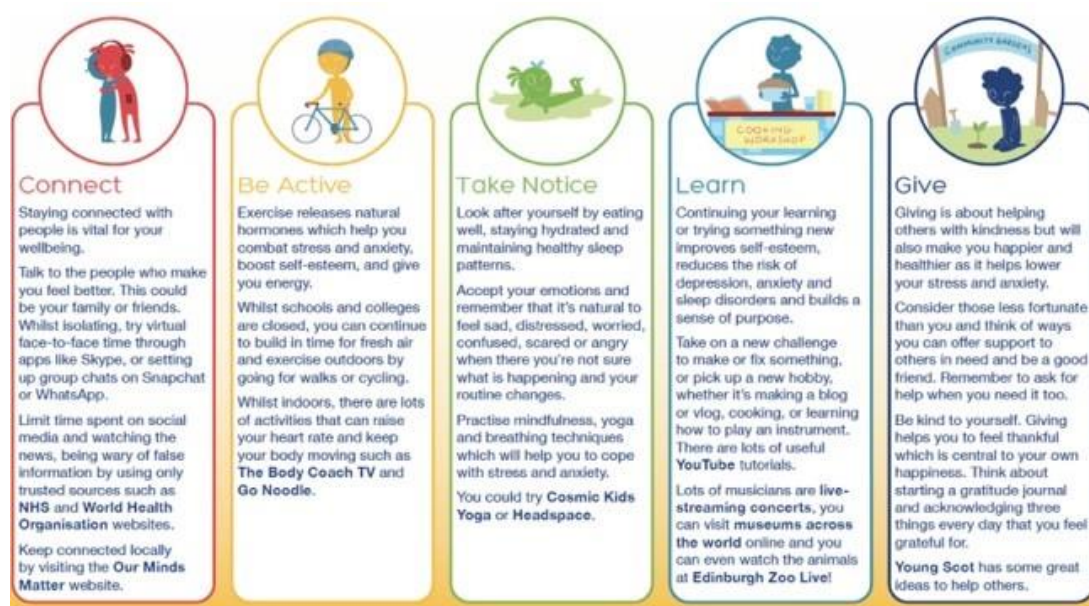 Connect
Staying connected with
people is vital for your
wellbeing.
Talk to the people who make
you feel better. This could
be your family or friends.
Whilst isolating, try virtual
face-to-face time through
apps like Skype, or setting
up group chats on Snapchat
or WhatsApp.
Limit time spent on social
media and watching the
news, being wary of false
information by using only
trusted sources such as
NHS and World Health
Organisation websites.
Keep connected locally
by visiting the Our Minds
Matter website.
Be Active
Exercise releases natural
hormones which help you
combat stress and anxiety,
boost self-esteem, and give
you energy.
Whilst schools and colleges
are closed, you can continue
to build in time for fresh air
and exercise outdoors by
going for walks or cycling.
Whilst indoors, there are lots
of activities that can raise
your heart rate and keep
your body moving such as
The Body Coach TV and
Go Noodle.
Take Notice
Look after yourself by eating
well, staying hydrated and
maintaining healthy sleep
patterns.
Accept your emotions and
remember that it's natural to
feel sad, distressed, worried,
confused, scared or angry
when there you're not sure
what is happening and your
routine changes.
Practise mindfulness, yoga
and breathing techniques
which will help you to cope
with stress and anxiety.
You could try Cosmic Kids
Yoga or Headspace.
COOKING
WORKSHOP
Learn
Continuing your learning
or trying something new
improves self-esteem,
reduces the risk of
depression, anxiety and
sleep disorders and builds a
sense of purpose.
Take on a new challenge
to make or fix something,
or pick up a new hobby,
whether it's making a blog
or vlog, cooking, or learning
how to play an instrument.
There are lots of useful
YouTube tutorials.
Lots of musicians are live-
streaming concerts, you
can visit museums across
the world online and you
can even watch the animals
at Edinburgh Zoo Live!
COMMUNITY GARDENS
Give
Giving is about helping
others with kindness but will
also make you happier and
healthier as it helps lower
your stress and anxiety.
Consider those less fortunate
than you and think of ways
you can offer support to
others in need and be a good
friend. Remember to ask for
help when you need it too.
Be kind to yourself. Giving
helps you to feel thankful
which is central to your own
happiness. Think about
starting a gratitude journal
and acknowledging three
things every day that you feel
grateful for.
Young Scot has some great
ideas to help others.